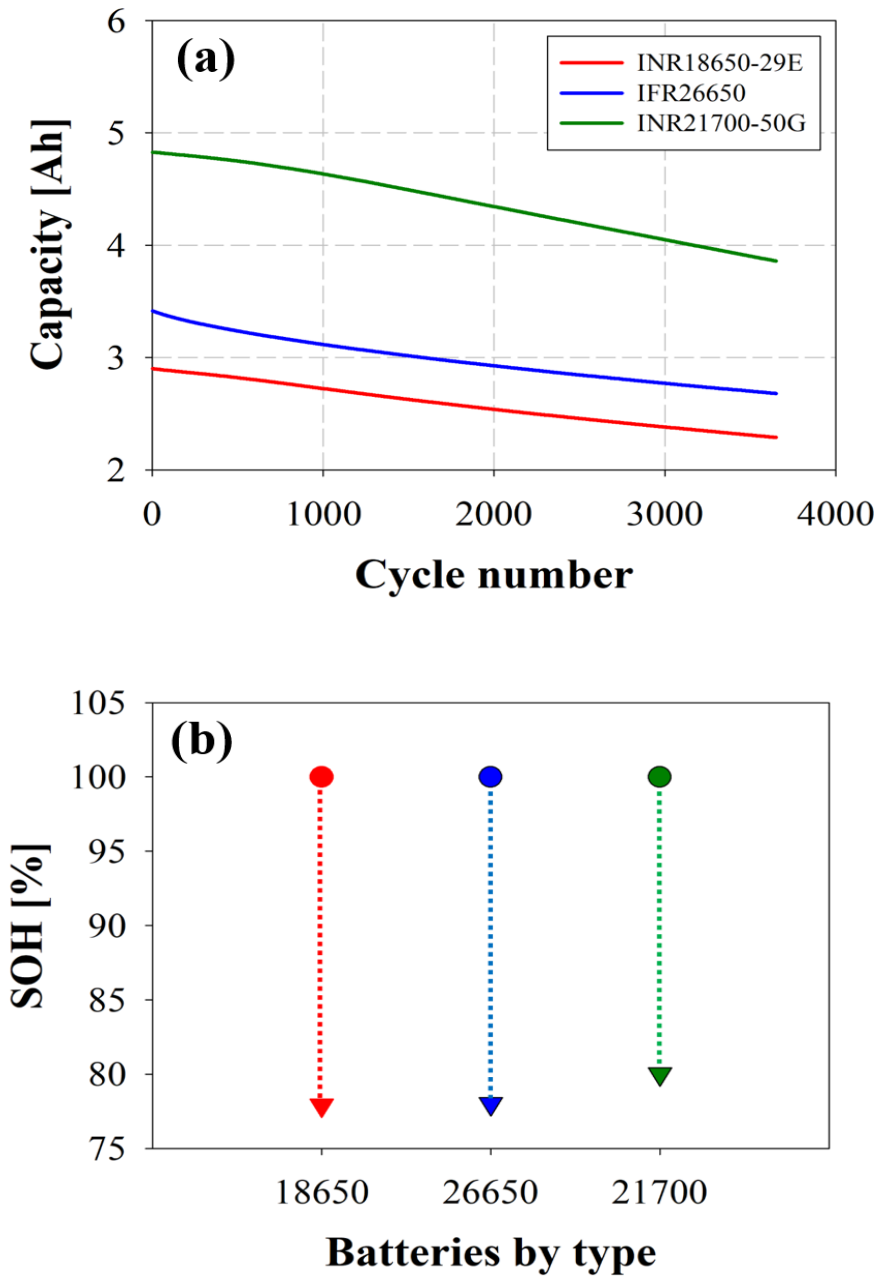 (a)
INR18650-29E
IFR26650
INR21700-50G
6
5
4
3
2
Capacity [Ah]
0 1000 2000 3000 4000
Cycle number
(b)
105
100
95
90
85
80
75
SOH [%]
18650 26650 21700
Batteries by type